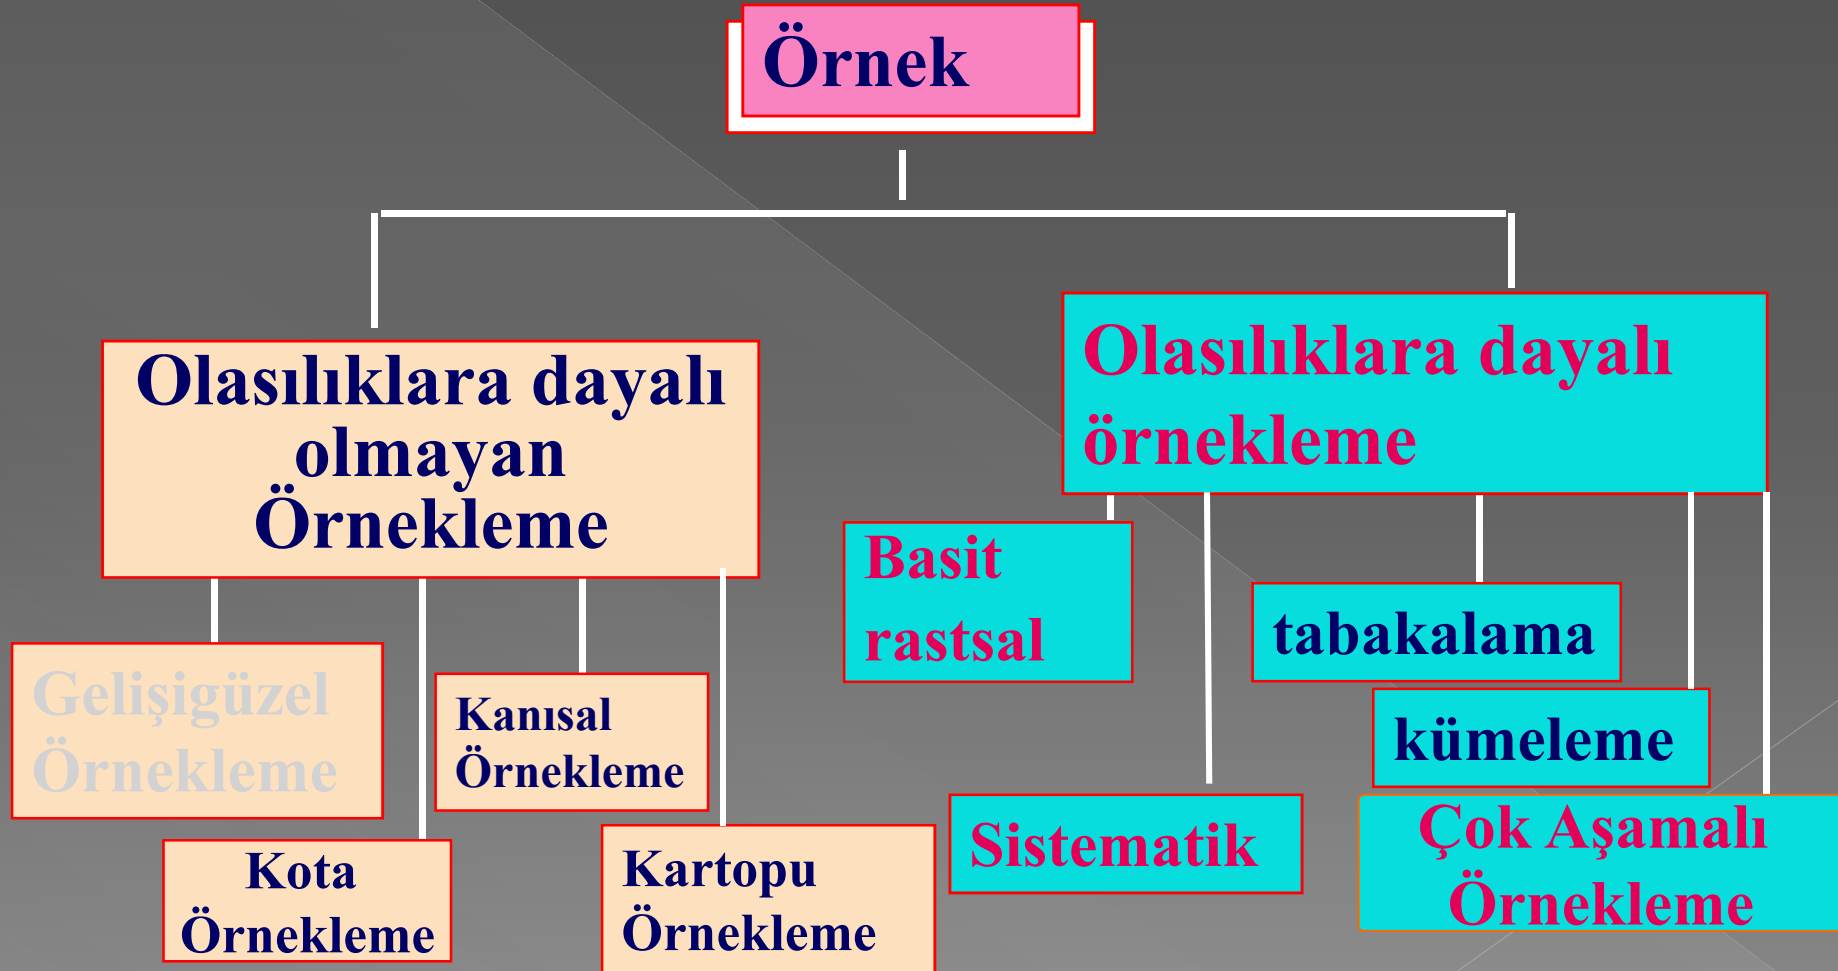 Örnek
Olasılıklara dayalı
olmayan
Örnekleme
Olasılıklara dayalı
örnekleme
Gelişigüzel
Örnekleme
Kota
Örnekleme
Kanısal
Örnekleme
Kartopu
Örnekleme
Basit
rastsal
Sistematik
tabakalama
kümeleme
Çok Aşamalı
Örnekleme